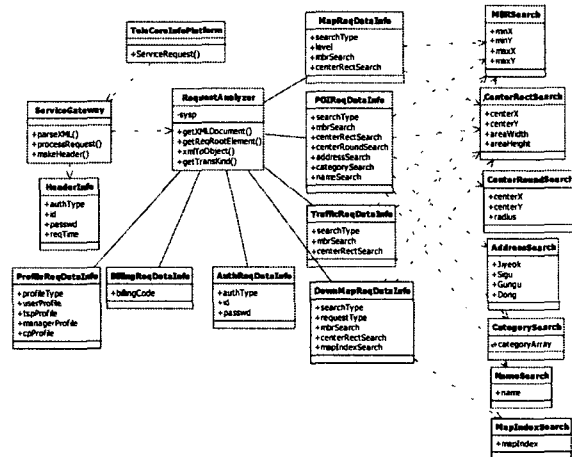 TeleCoreInfoPlatform
+ServiceRequest()
ServiceGateway
+parseXML()
+processRequest()
+makeHeader()
HeaderInfo
+authType
+id
+passwd
+reqTime
RequestAnalyzer
-sysp
+getXMLDocument()
+getReqRootElement()
+xmlToObject()
+getTransKind()
MapReqDataInfo
+searchType
+level
+mbrSearch
+centerRectSearch
POIReqDataInfo
+searchType
+mbrSearch
+centerRectSearch
+centerRoundSearch
+addressSearch
+categorySearch
+nameSearch
TrafficReqDataInfo
+searchType
+mbrSearch
+centerRectSearch
ProfileReqDataInfo
+profileType
+userProfile
+tspProfile
+managerProfile
+cpProfile
BillingReqDataInfo
+billingCode
AuthReqDataInfo
+authType
+id
+passwd
DownMapReqDataInfo
+searchType
+requestType
+mbrSearch
+centerRectSearch
+mapIndexSearch
MBRSearch
+minX
+minY
+maxX
+maxY
CenterRectSearch
+centerX
+centerY
+areaWidth
+areaHeight
CenterRoundSearch
+centerX
+centerY
+radius
AddressSearch
+Jiyeok
+Sigu
+Gungu
+Dong
CategorySearch
+categoryArray
NameSearch
+name
MapIndexSearch
+mapIndex